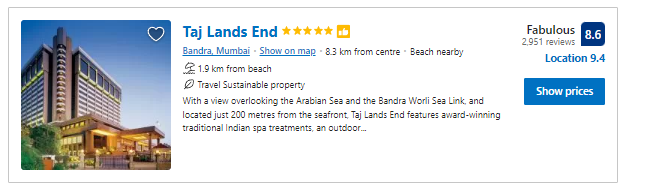 Taj Lands End
Fabulous
2,951 reviews
8.6
Bandra, Mumbai · Show on map · 8.3 km from centre · Beach nearby
Location 9.4
1.9 km from beach
Travel Sustainable property
Show prices
With a view overlooking the Arabian Sea and the Bandra Worli Sea Link, and
located just 200 metres from the seafront, Taj Lands End features award-winning
traditional Indian spa treatments, an outdoor...